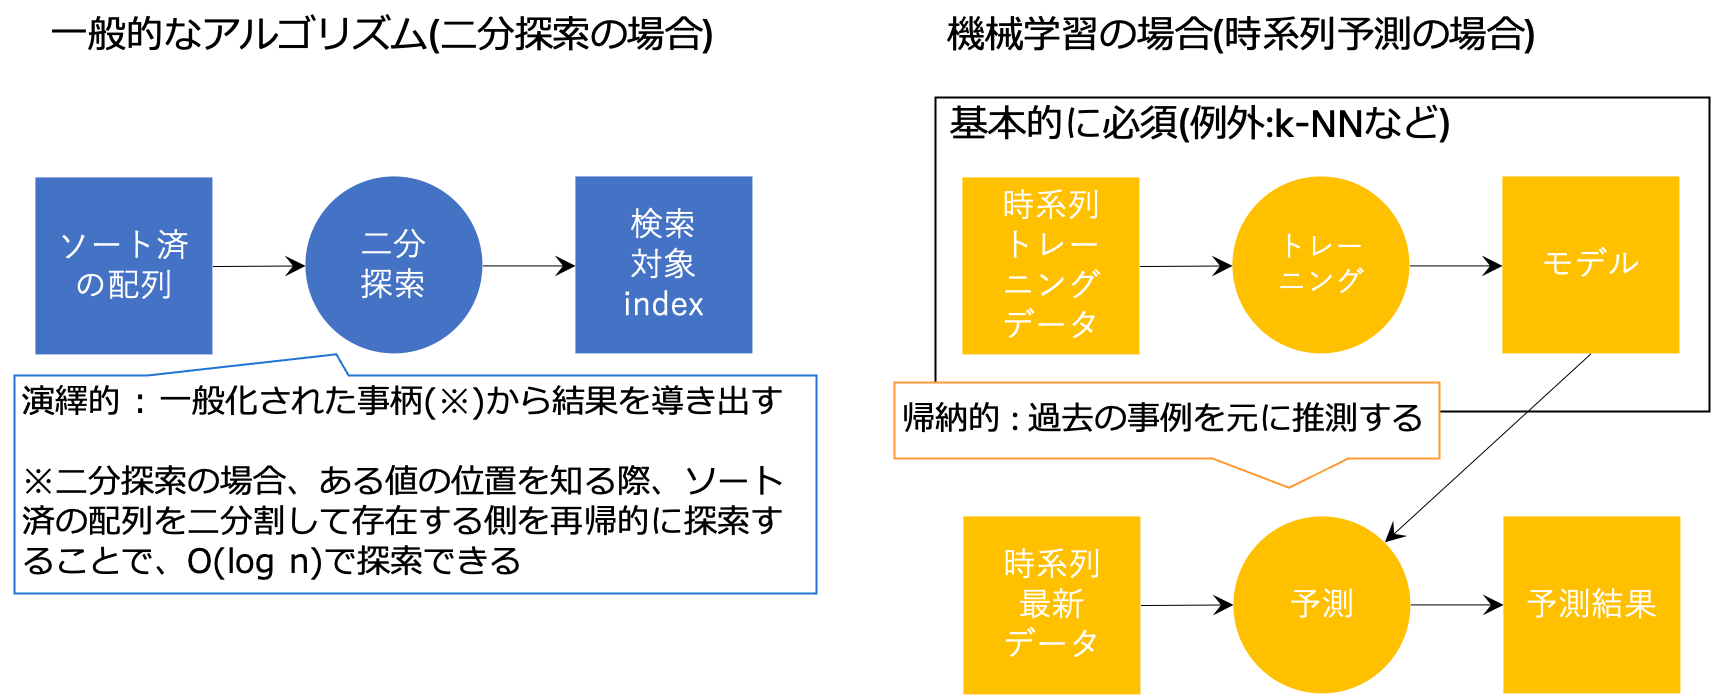 一般的なアルゴリズム(二分探索の場合)
ソート済
の配列
二分
探索
検索
対象
index
演繹的 : 一般化された事柄(※)から結果を導き出す
※二分探索の場合、ある値の位置を知る際、ソート
済の配列を二分割して存在する側を再帰的に探索す
ることで、O(log n)で探索できる
機械学習の場合(時系列予測の場合)
基本的に必須(例外:k-NNなど)
時系列
トレー
ニング
データ
トレー
ニング
モデル
帰納的 : 過去の事例を元に推測する
時系列
最新
データ
予測
予測結果